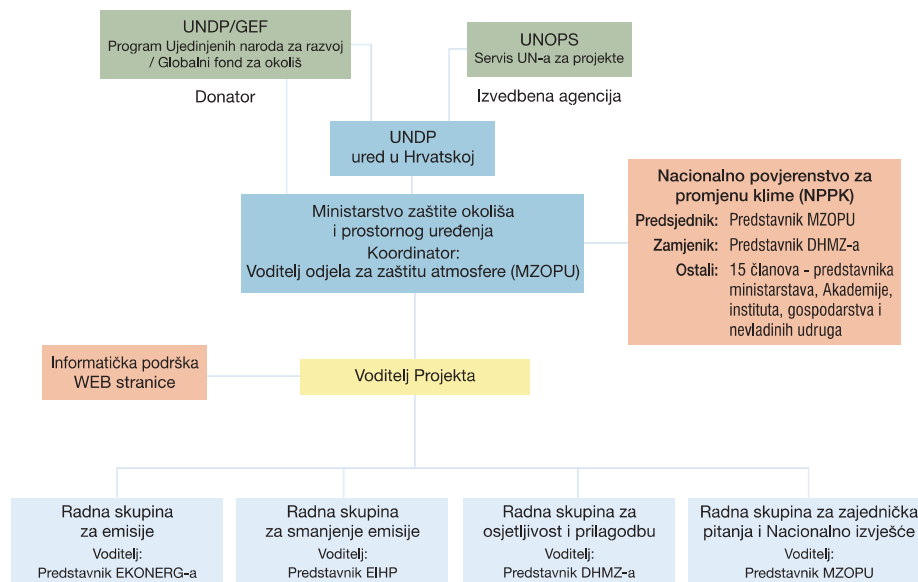 UNDP/GEF
Program Ujedinjenih naroda za razvoj
/ Globalni fond za okoliš
UNOPS
Servis UN-a za projekte
Donator
Izvedbena agencija
UNDP
ured u Hrvatskoj
Ministarstvo zaštite okoliša
i prostornog uređenja
Koordinator:
Voditelj odjela za zaštitu atmosfere (MZOPU)
Nacionalno povjerenstvo za
promjenu klime (NPPK)
Predsjednik: Predstavnik MZOPU
Zamjenik: Predstavnik DHMZ-a
Ostali: 15 članova - predstavnika
ministarstava, Akademije,
instituta, gospodarstva i
nevladinih udruga
Informatička podrška
WEB stranice
Voditelj Projekta
Radna skupina
za emisije
Voditelj:
Predstavnik EKONERG-a
Radna skupina
za smanjenje emisije
Voditelj:
Predstavnik EIHP
Radna skupina za
osjetljivost i prilagodbu
Voditelj:
Predstavnik DHMZ-a
Radna skupina za zajednička
pitanja i Nacionalno izvješće
Voditelj:
Predstavnik MZOPU